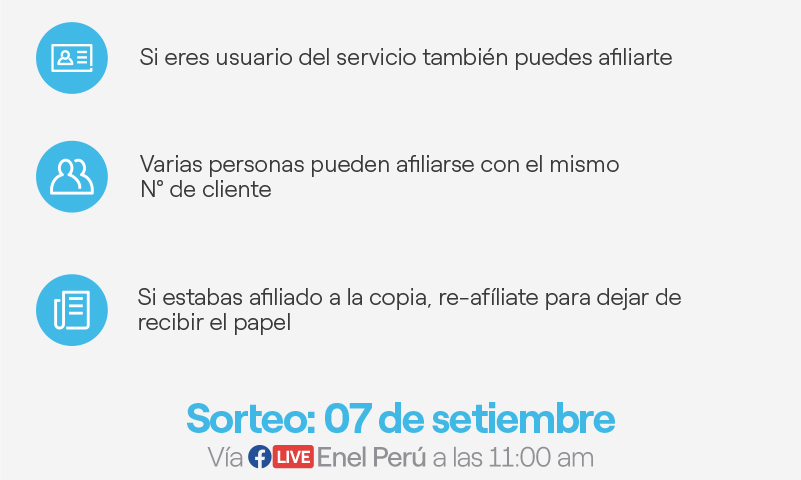 Si eres usuario del servicio también puedes afiliarte
Varias personas pueden afiliarse con el mismo
N° de cliente
Si estabas afiliado a la copia, re-afíliate para dejar de
recibir el papel
Sorteo: 07 de setiembre
Vía f LIVE Enel Perú a las 11:00 am